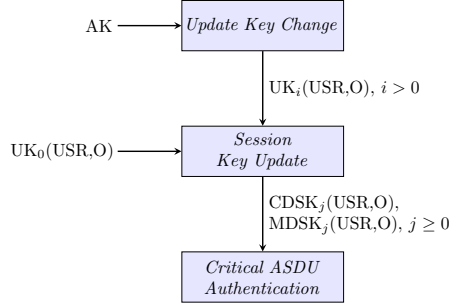 AK
Update Key Change
UKᵢ(USR,O), i > 0
UK₀(USR,O)
Session
Key Update
CDSKⱼ(USR,O),
MDSKⱼ(USR,O), j ≥ 0
Critical ASDU
Authentication